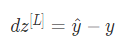 dz^{[L]} = ŷ − y